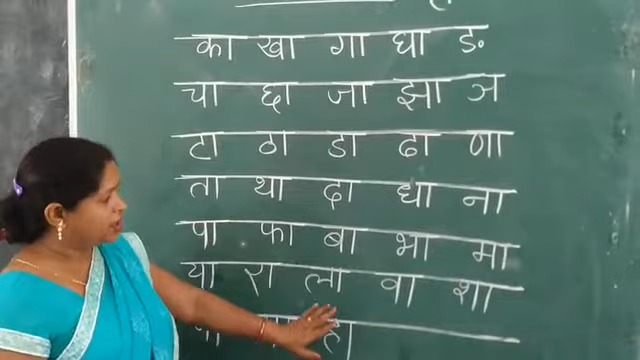 का खा गा घा ङ
चा छा जा झा ञ
टा ठा डा ढा णा
ता था दा धा ना
पा फा बा भा मा
या रा ला वा शा